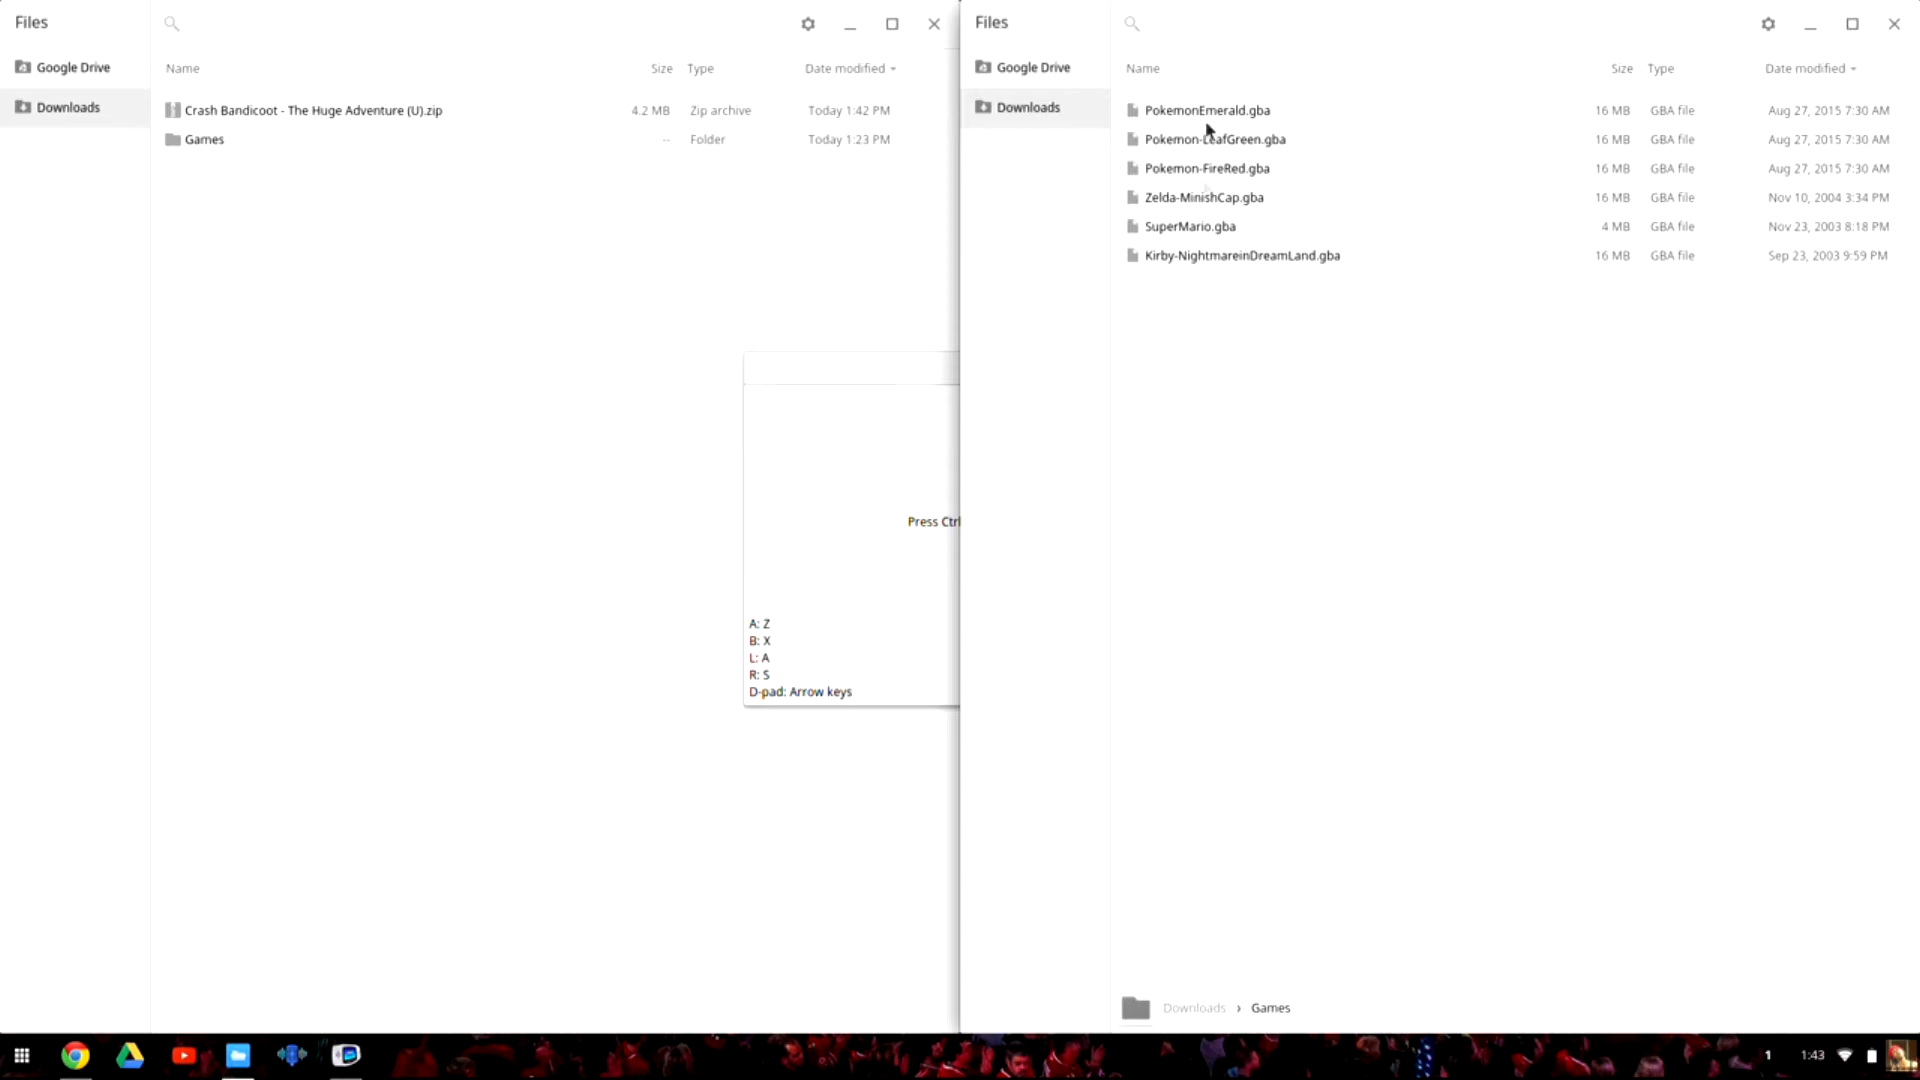 Files
Google Drive
Downloads
Name Size Type Date modified
Crash Bandicoot - The Huge Adventure (U).zip 4.2 MB Zip archive Today 1:42 PM
Games -- Folder Today 1:23 PM
Press Ctrl
A: Z
B: X
L: A
R: S
D-pad: Arrow keys
Files
Google Drive
Downloads
Name Size Type Date modified
PokemonEmerald.gba 16 MB GBA file Aug 27, 2015 7:30 AM
Pokemon-LeafGreen.gba 16 MB GBA file Aug 27, 2015 7:30 AM
Pokemon-FireRed.gba 16 MB GBA file Aug 27, 2015 7:30 AM
Zelda-MinishCap.gba 16 MB GBA file Nov 10, 2004 3:34 PM
SuperMario.gba 4 MB GBA file Nov 23, 2003 8:18 PM
Kirby-NightmareinDreamLand.gba 16 MB GBA file Sep 23, 2003 9:59 PM
Downloads › Games
1 1:43